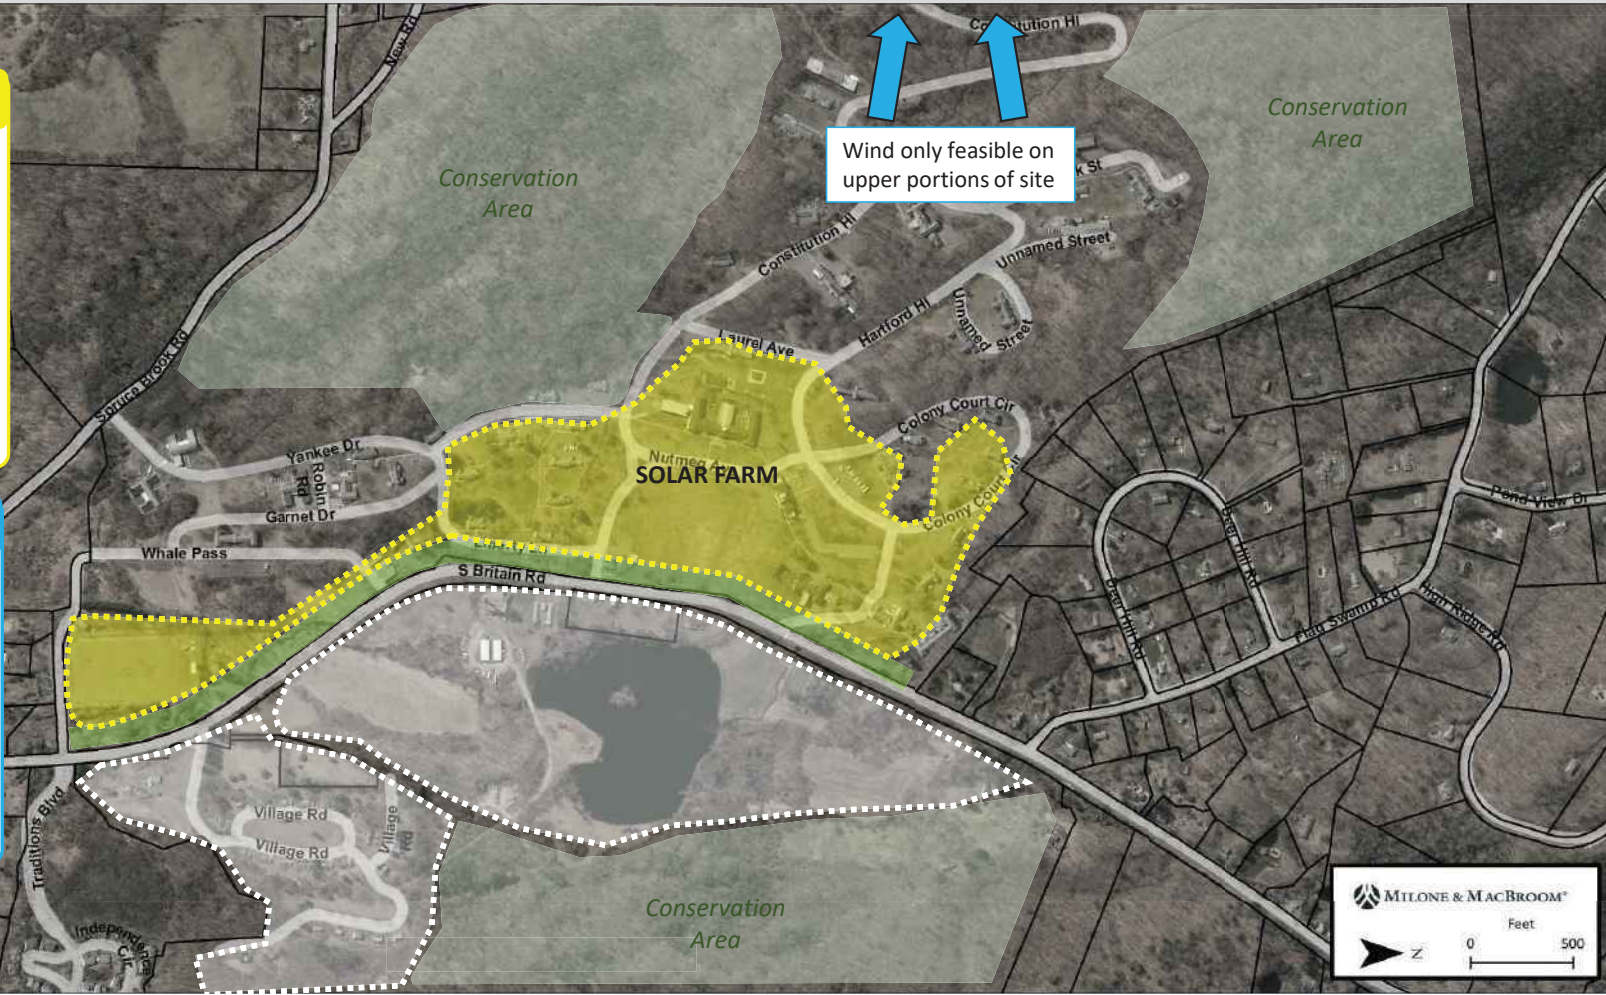 New Rd
Constitution Hl
Conservation
Area
Wind only feasible on
upper portions of site
k St
Conservation
Area
Constitution Hl
Unnamed Street
Hartford Hl
Unnamed
Street
Laurel Ave
Spruce Brook Rd
Colony Court Cir
Yankee Dr
Robin
Rd
Nutmeg
SOLAR FARM
Garnet Dr
Colony Court
Pond View Dr
Whale Pass
Deer Hill Rd
S Britain Rd
Deer Hill Rd
Flag Swamp Rd
High Ridge Rd
Village Rd
Village
Rd
Village Rd
Traditions Blvd
Independence
Cir
Conservation
Area
MILONE & MACBROOM®
Feet
0 500
N